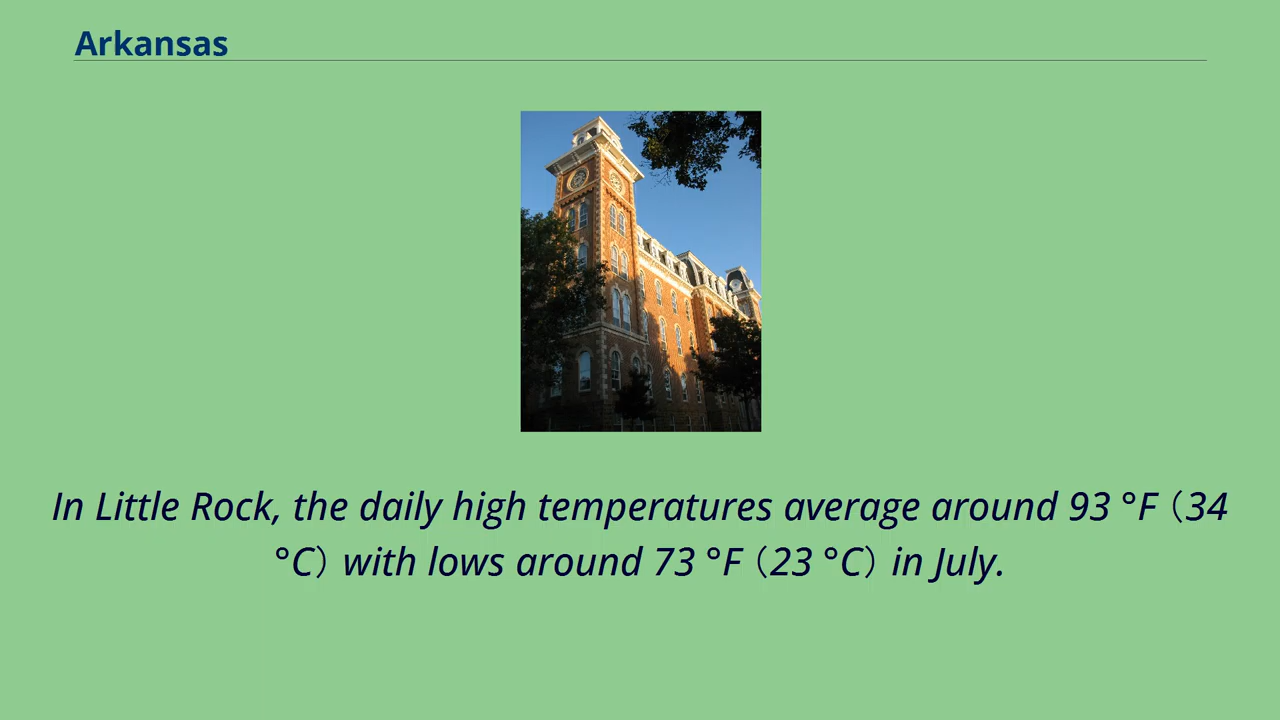 Arkansas
In Little Rock, the daily high temperatures average around 93 °F（34
°C）with lows around 73 °F（23 °C）in July.